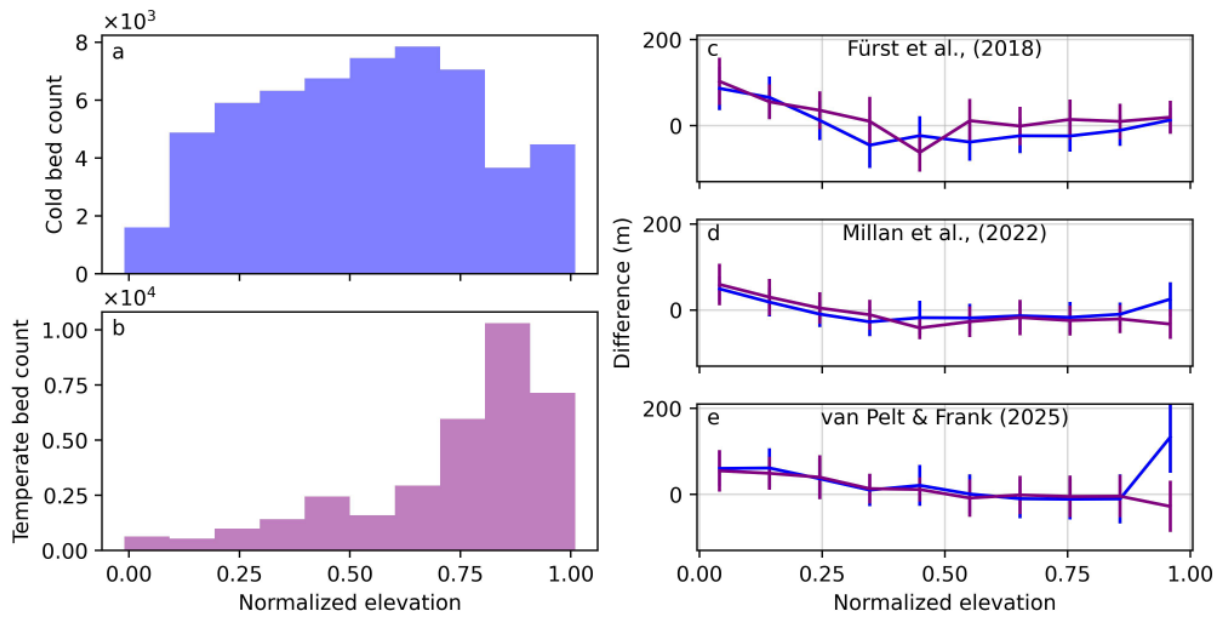 ×10³
a
Cold bed count
8
6
4
2
0
×10⁴
b
Temperate bed count
1.00
0.75
0.50
0.25
0.00
0.00 0.25 0.50 0.75 1.00
Normalized elevation
Difference (m)
c Fürst et al., (2018)
200
0
d Millan et al., (2022)
200
0
e van Pelt & Frank (2025)
200
0
0.00 0.25 0.50 0.75 1.00
Normalized elevation